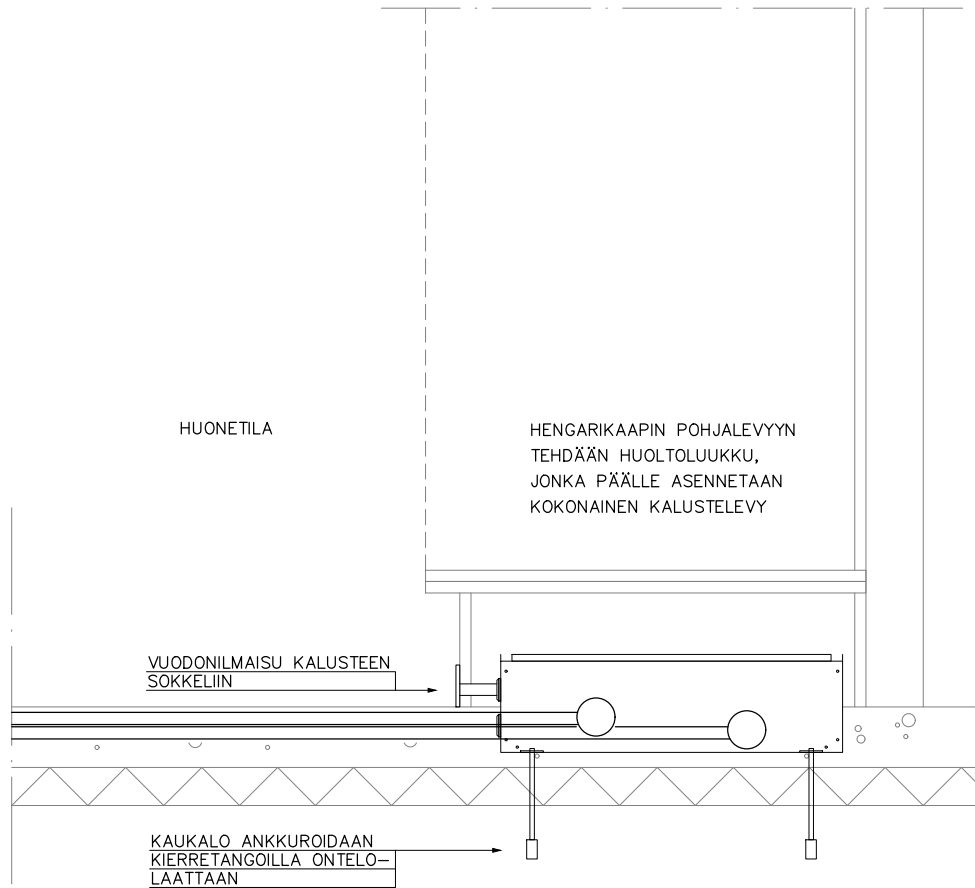 HUONETILA
HENGARIKAAPIN POHJALEVYYN
TEHDÄÄN HUOLTOLUUKKU,
JONKA PÄÄLLE ASENNETAAN
KOKONAINEN KALUSTELEVY
VUODONILMAISU KALUSTEEN
SOKKELIIN
KAUKALO ANKKUROIDAAN
KIERRETANGOILLA ONTELO-
LAATTAAN